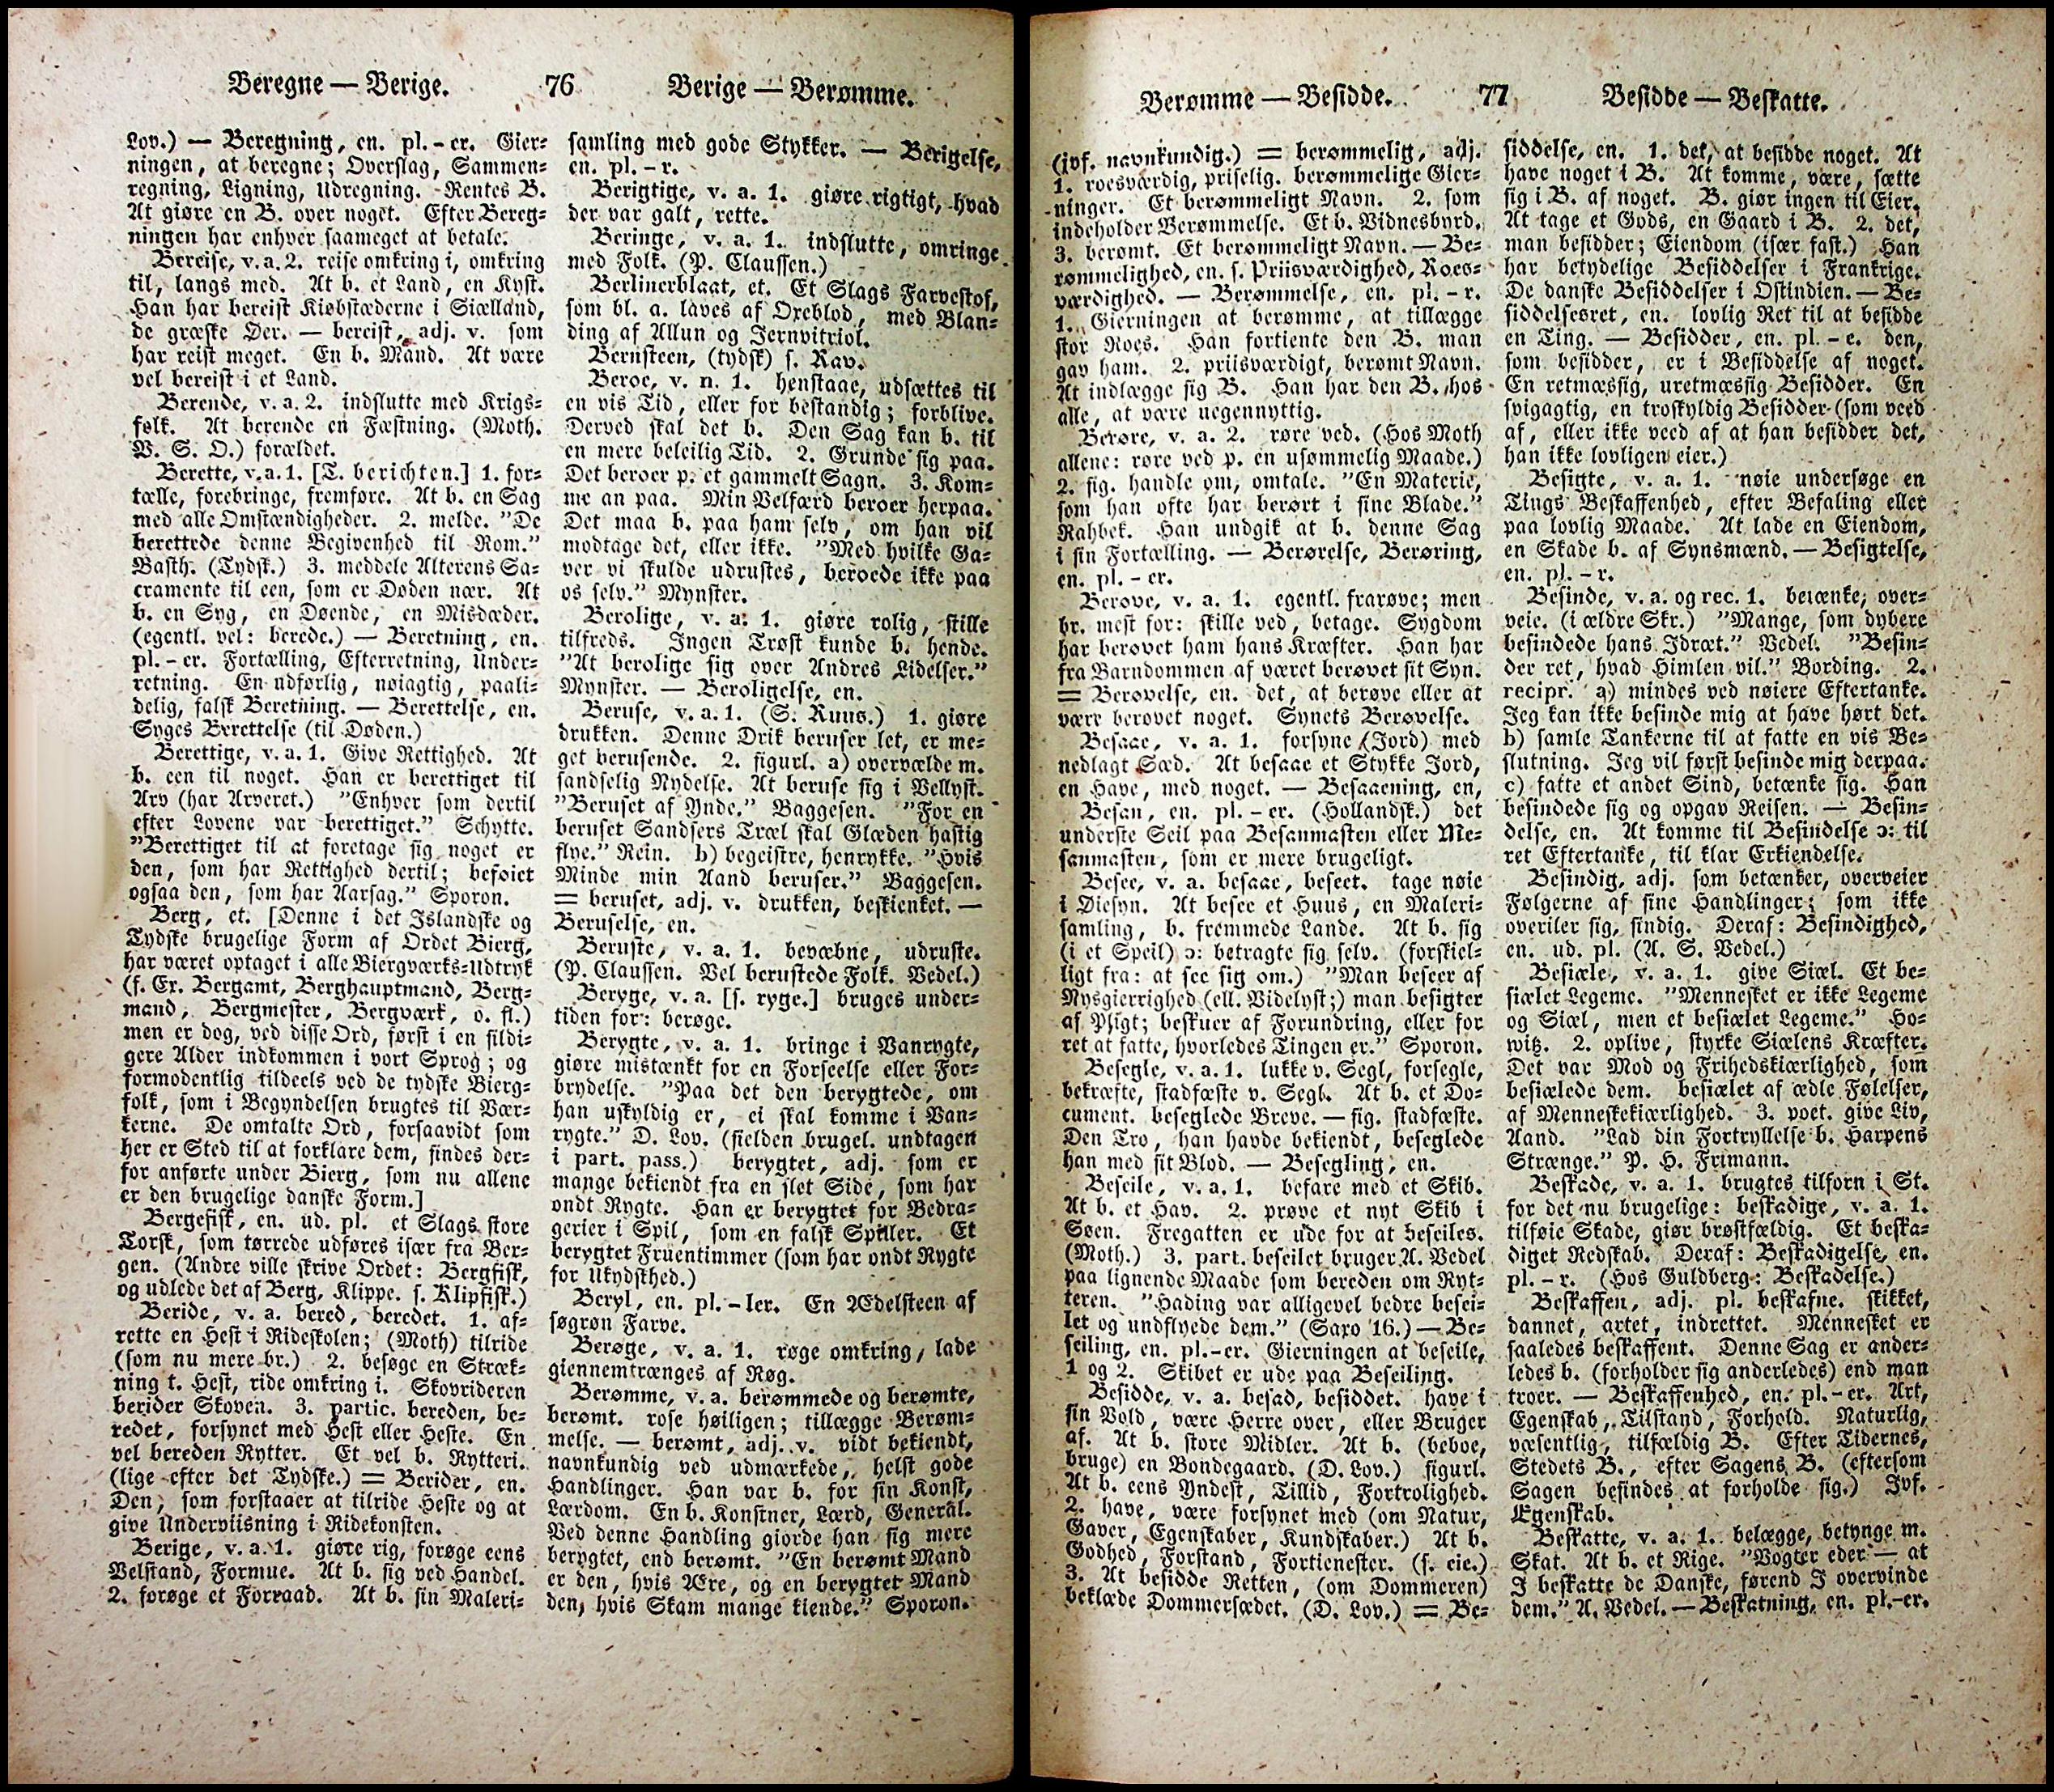 Beregne — Berige. 76 Berige — Berømme.
Lov.) — Beregning, en. pl. - er. Gier-
ningen, at beregne; Overslag, Sammen-
regning, Ligning, Udregning. Rentes B.
At giøre en B. over noget. Efter Bereg-
ningen har enhver saameget at betale.
Bereise, v. a. 2. reise omkring i, omkring
til, langs med. At b. et Land, en Kyst.
Han har bereist Kiøbstæderne i Siælland,
de græske Øer. — bereist, adj. v. som
har reist meget. En b. Mand. At være
vel bereist i et Land.
Berende, v. a. 2. indslutte med Krigs-
folk. At berende en Fæstning. (Moth.
V. S. O.) forældet.
Berette, v. a. 1. [T. berichten.] 1. for-
tælle, forebringe, fremføre. At b. en Sag
med alle Omstændigheder. 2. melde. "De
berettede denne Begivenhed til Rom."
Basth. (Tydsk.) 3. meddele Alterens Sa-
cramente til een, som er Døden nær. At
b. en Syg, en Døende, en Misdæder.
(egentl. vel: berede.) — Beretning, en.
pl. - er. Fortælling, Efterretning, Under-
retning. En udførlig, nøiagtig, paali-
delig, falsk Beretning. — Berettelse, en.
Syges Berettelse (til Døden.)
Berettige, v. a. 1. Give Rettighed. At
b. een til noget. Han er berettiget til
Arv (har Arveret.) "Enhver som dertil
efter Lovene var berettiget." Schytte.
"Berettiget til at foretage sig noget er
den, som har Rettighed dertil; beføiet
ogsaa den, som har Aarsag." Sporon.
Berg, et. [Denne i det Islandske og
Tydske brugelige Form af Ordet Bierg,
har været optaget i alle Biergværks-Udtryk
(f. Ex. Bergamt, Berghauptmand, Berg-
mand, Bergmester, Bergværk, o. fl.)
men er dog, ved disse Ord, først i en sildi-
gere Alder indkommen i vort Sprog; og
formodentlig tildeels ved de tydske Bierg-
folk, som i Begyndelsen brugtes til Vær-
kerne. De omtalte Ord, forsaavidt som
her er Sted til at forklare dem, findes der-
for anførte under Bierg, som nu allene
er den brugelige danske Form.]
Bergefisk, en. ud. pl. et Slags store
Torsk, som tørrede udføres især fra Ber-
gen. (Andre ville skrive Ordet: Bergfisk,
og udlede det af Berg, Klippe. s. Klipfisk.)
Beride, v. a. bered, beredet. 1. af-
rette en Hest i Rideskolen; (Moth) tilride
(som nu mere br.) 2. besøge en Stræk-
ning t. Hest, ride omkring i. Skovrideren
berider Skoven. 3. partic. bereden, be-
redet, forsynet med Hest eller Heste. En
vel bereden Rytter. Et vel b. Rytteri.
(lige efter det Tydske.) = Berider, en.
Den, som forstaaer at tilride Heste og at
give Underviisning i Ridekonsten.
Berige, v. a. 1. giøre rig, forøge eens
Velstand, Formue. At b. sig ved Handel.
2. forøge et Forraad. At b. sin Maleri-
samling med gode Stykker. — Berigelse,
en. pl. - r.
Berigtige, v. a. 1. giøre rigtigt, hvad
der var galt, rette.
Beringe, v. a. 1. indslutte, omringe
med Folk. (P. Claussen.)
Berlinerblaat, et. Et Slags Farvestof,
som bl. a. laves af Oxeblod, med Blan-
ding af Allun og Jernvitriol.
Bernsteen, (tydsk) s. Rav.
Beroe, v. n. 1. henstaae, udsættes til
en vis Tid, eller for bestandig; forblive.
Derved skal det b. Den Sag kan b. til
en mere beleilig Tid. 2. Grunde sig paa.
Det beroer p. et gammelt Sagn. 3. Kom-
me an paa. Min Velfærd beroer herpaa.
Det maa b. paa ham selv, om han vil
modtage det, eller ikke. "Med hvilke Ga-
ver vi skulde udrustes, beroede ikke paa
os selv." Mynster.
Berolige, v. a. 1. giøre rolig, stille
tilfreds. Ingen Trøst kunde b. hende.
"At berolige sig over Andres Lidelser."
Mynster. — Beroligelse, en.
Beruse, v. a. 1. (S. Ruus.) 1. giøre
drukken. Denne Drik beruser let, er me-
get berusende. 2. figurl. a) overvælde m.
sandselig Nydelse. At beruse sig i Vellyst.
"Beruset af Ynde." Baggesen. "For en
beruset Sandsers Træl skal Glæden hastig
flye." Rein. b) begeistre, henrykke. "Hvis
Minde min Aand beruser." Baggesen.
= beruset, adj. v. drukken, beskienket. —
Beruselse, en.
Beruste, v. a. 1. bevæbne, udruste.
(P. Claussen. Vel berustede Folk. Vedel.)
Beryge, v. a. [s. ryge.] bruges under-
tiden for: berøge.
Berygte, v. a. 1. bringe i Vanrygte,
giøre mistænkt for en Forseelse eller For-
brydelse. "Paa det den berygtede, om
han uskyldig er, ei skal komme i Van-
rygte." D. Lov. (sielden brugel. undtagen
i part. pass.) berygtet, adj. som er
mange bekiendt fra en slet Side, som har
ondt Rygte. Han er berygtet for Bedra-
gerier i Spil, som en falsk Spiller. Et
berygtet Fruentimmer (som har ondt Rygte
for Ukydskhed.)
Beryl, en. pl. - ler. En Ædelsteen af
søgrøn Farve.
Berøge, v. a. 1. røge omkring, lade
giennemtrænges af Røg.
Berømme, v. a. berømmede og berømte,
berømt. rose høiligen; tillægge Berøm-
melse. — berømt, adj. v. vidt bekiendt,
navnkundig ved udmærkede, helst gode
Handlinger. Han var b. for sin Konst,
Lærdom. En b. Konstner, Lærd, General.
Ved denne Handling giorde han sig mere
berygtet, end berømt. "En berømt Mand
er den, hvis Ære, og en berygtet Mand
den, hvis Skam mange kiende." Sporon.
Berømme — Besidde. 77 Besidde — Beskatte.
(jvf. navnkundig.) = berømmelig, adj.
1. roesværdig, priselig. berømmelige Gier-
ninger. Et berømmeligt Navn. 2. som
indeholder Berømmelse. Et b. Vidnesbyrd.
3. berømt. Et berømmeligt Navn. — Be-
rømmelighed, en. s. Priisværdighed, Roes-
værdighed. — Berømmelse, en. pl. - r.
1. Gierningen at berømme, at tillægge
stor Roes. Han fortiente den B. man
gav ham. 2. priisværdigt, berømt Navn.
At indlægge sig B. Han har den B. hos
alle, at være uegennyttig.
Berøre, v. a. 2. røre ved. (Hos Moth
allene: røre ved p. en usømmelig Maade.)
2. fig. handle om, omtale. "En Materie,
som han ofte har berørt i sine Blade."
Rahbek. Han undgik at b. denne Sag
i sin Fortælling. — Berørelse, Berøring,
en. pl. - er.
Berøve, v. a. 1. egentl. frarøve; men
br. mest for: skille ved, betage. Sygdom
har berøvet ham hans Kræfter. Han har
fra Barndommen af været berøvet sit Syn.
= Berøvelse, en. det, at berøve eller at
være berøvet noget. Synets Berøvelse.
Besaae, v. a. 1. forsyne (Jord) med
nedlagt Sæd. At besaae et Stykke Jord,
en Have, med noget. — Besaaening, en,
Besan, en. pl. - er. (Hollandsk.) det
underste Seil paa Besanmasten eller Me-
sanmasten, som er mere brugeligt.
Besee, v. a. besaae, beseet. tage nøie
i Øiesyn. At besee et Huus, en Maleri-
samling, b. fremmede Lande. At b. sig
(i et Speil) ɔ: betragte sig selv. (forskiel-
ligt fra: at see sig om.) "Man beseer af
Nysgierrighed (ell. Videlyst;) man besigter
af Pligt; beskuer af Forundring, eller for
ret at fatte, hvorledes Tingen er." Sporon.
Besegle, v. a. 1. lukke v. Segl, forsegle,
bekræfte, stadfæste v. Segl. At b. et Do-
cument. beseglede Breve. — fig. stadfæste.
Den Tro, han havde bekiendt, beseglede
han med sit Blod. — Besegling, en.
Beseile, v. a. 1. befare med et Skib.
At b. et Hav. 2. prøve et nyt Skib i
Søen. Fregatten er ude for at beseiles.
(Moth.) 3. part. beseilet bruger A. Vedel
paa lignende Maade som bereden om Ryt-
teren. "Hading var alligevel bedre besei-
let og undflyede dem." (Saxo 16.) — Be-
seiling, en. pl. -er. Gierningen at beseile,
1 og 2. Skibet er ude paa Beseiling.
Besidde, v. a. besad, besiddet. have i
sin Vold, være Herre over, eller Bruger
af. At b. store Midler. At b. (beboe,
bruge) en Bondegaard. (D. Lov.) figurl.
At b. eens Yndest, Tillid, Fortrolighed.
2. have, være forsynet med (om Natur,
Gaver, Egenskaber, Kundskaber.) At b.
Godhed, Forstand, Fortienester. (s. eie.)
3. At besidde Retten, (om Dommeren)
beklæde Dommersædet. (D. Lov.) = Be-
siddelse, en. 1. det, at besidde noget. At
have noget i B. At komme, være, sætte
sig i B. af noget. B. giør ingen til Eier.
At tage et Gods, en Gaard i B. 2. det,
man besidder; Eiendom (især fast.) Han
har betydelige Besiddelser i Frankrige.
De danske Besiddelser i Ostindien. — Be-
siddelsesret, en. lovlig Ret til at besidde
en Ting. — Besidder, en. pl. - e. den,
som besidder, er i Besiddelse af noget.
En retmæssig, uretmæssig Besidder. En
svigagtig, en troskyldig Besidder (som veed
af, eller ikke veed af at han besidder det,
han ikke lovligen eier.)
Besigte, v. a. 1. nøie undersøge en
Tings Beskaffenhed, efter Befaling eller
paa lovlig Maade. At lade en Eiendom,
en Skade b. af Synsmænd. — Besigtelse,
en. pl. - r.
Besinde, v. a. og rec. 1. betænke, over-
veie. (i ældre Skr.) "Mange, som dybere
besindede hans Idræt." Vedel. "Besin-
der ret, hvad Himlen vil." Bording. 2.
recipr. a) mindes ved nøiere Eftertanke.
Jeg kan ikke besinde mig at have hørt det.
b) samle Tankerne til at fatte en vis Be-
slutning. Jeg vil først besinde mig derpaa.
c) fatte et andet Sind, betænke sig. Han
besindede sig og opgav Reisen. — Besin-
delse, en. At komme til Besindelse ɔ: til
ret Eftertanke, til klar Erkiendelse.
Besindig, adj. som betænker, overveier
Følgerne af sine Handlinger; som ikke
overiler sig, sindig. Deraf: Besindighed,
en. ud. pl. (A. S. Vedel.)
Besiæle, v. a. 1. give Siæl. Et be-
siælet Legeme. "Mennesket er ikke Legeme
og Siæl, men et besiælet Legeme." Ho-
witz. 2. oplive, styrke Siælens Kræfter.
Det var Mod og Frihedskiærlighed, som
besiælede dem. besiælet af ædle Følelser,
af Menneskekiærlighed. 3. poet. give Liv,
Aand. "Lad din Fortryllelse b. Harpens
Strænge." P. H. Frimann.
Beskade, v. a. 1. brugtes tilforn i St.
for det nu brugelige: beskadige, v. a. 1.
tilføie Skade, giør brøstfældig. Et beska-
diget Redskab. Deraf: Beskadigelse, en.
pl. - r. (Hos Guldberg: Beskadelse.)
Beskaffen, adj. pl. beskafne. skikket,
dannet, artet, indrettet. Mennesket er
saaledes beskaffent. Denne Sag er ander-
ledes b. (forholder sig anderledes) end man
troer. — Beskaffenhed, en. pl. - er. Art,
Egenskab, Tilstand, Forhold. Naturlig,
væsentlig, tilfældig B. Efter Tidernes,
Stedets B., efter Sagens B. (eftersom
Sagen befindes at forholde sig.) Jvf.
Egenskab.
Beskatte, v. a. 1. belægge, betynge m.
Skat. At b. et Rige. "Vogter eder — at
I beskatte de Danske, førend I overvinde
dem." A. Vedel. — Beskatning, en. pl.-er.